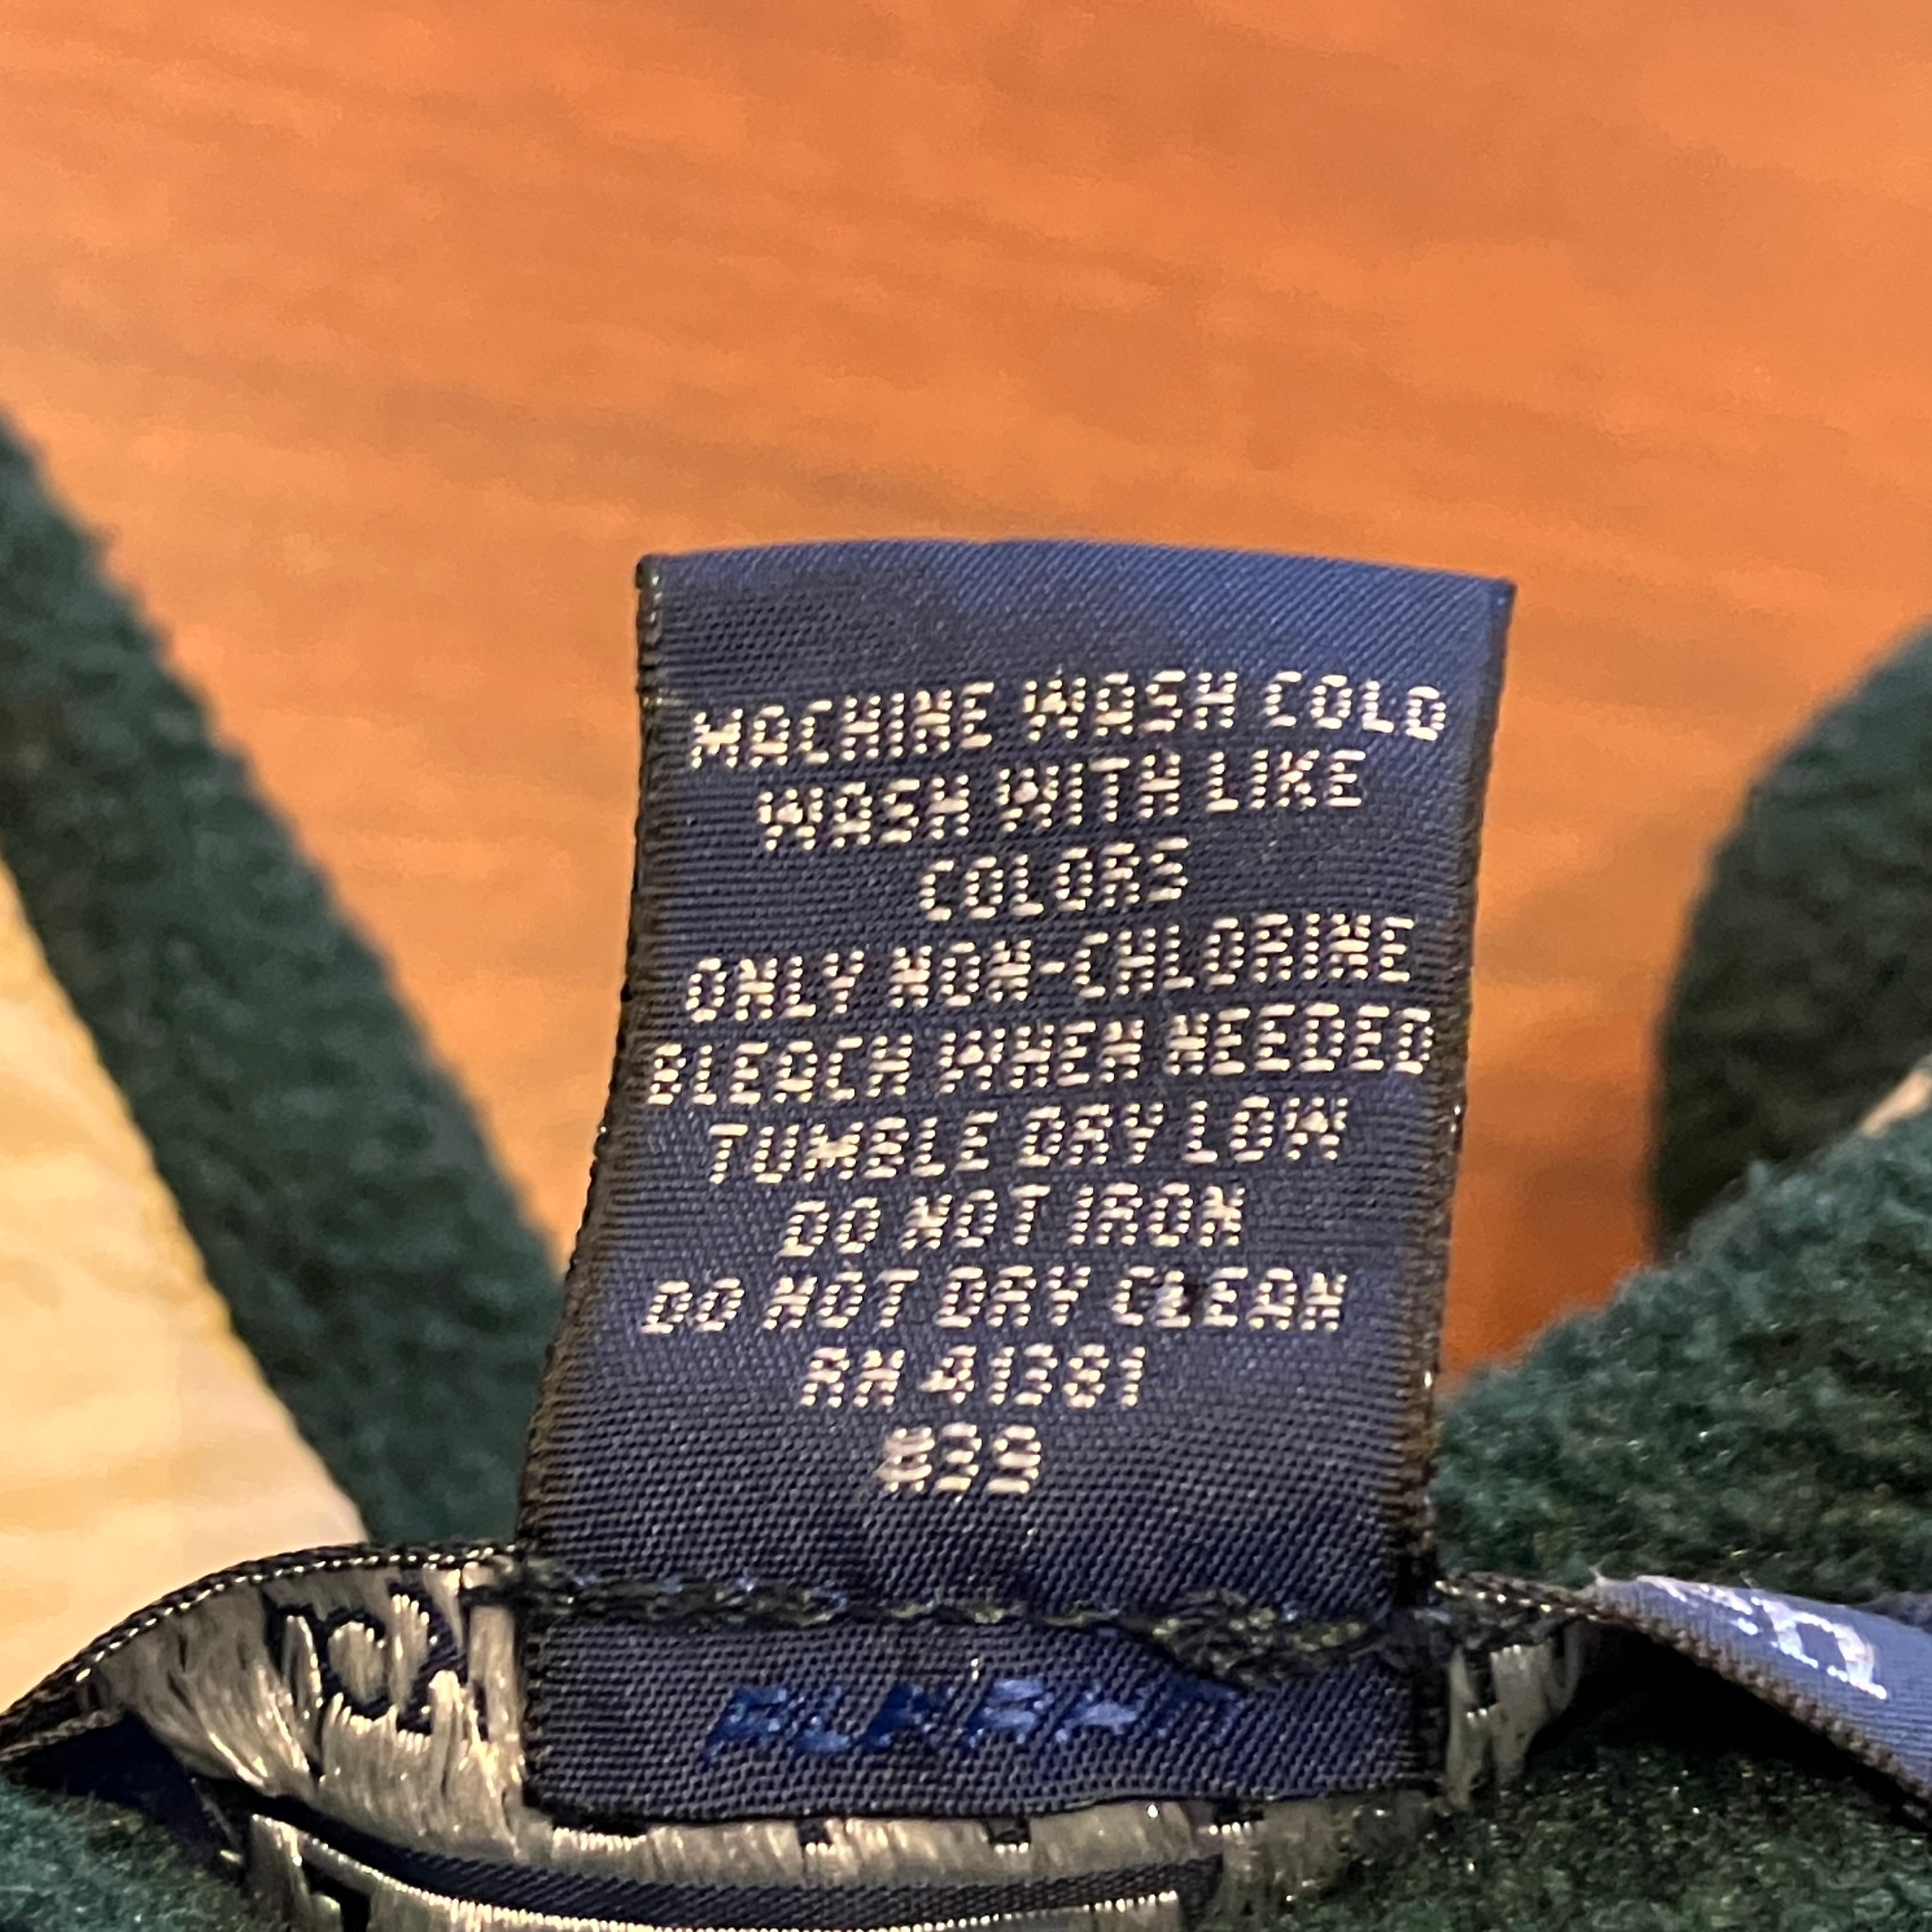 MACHINE WASH COLD
WASH WITH LIKE
COLORS
ONLY NON-CHLORINE
BLEACH WHEN NEEDED
TUMBLE DRY LOW
DO NOT IRON
DO NOT DRY CLEAN
RN 41381
#39